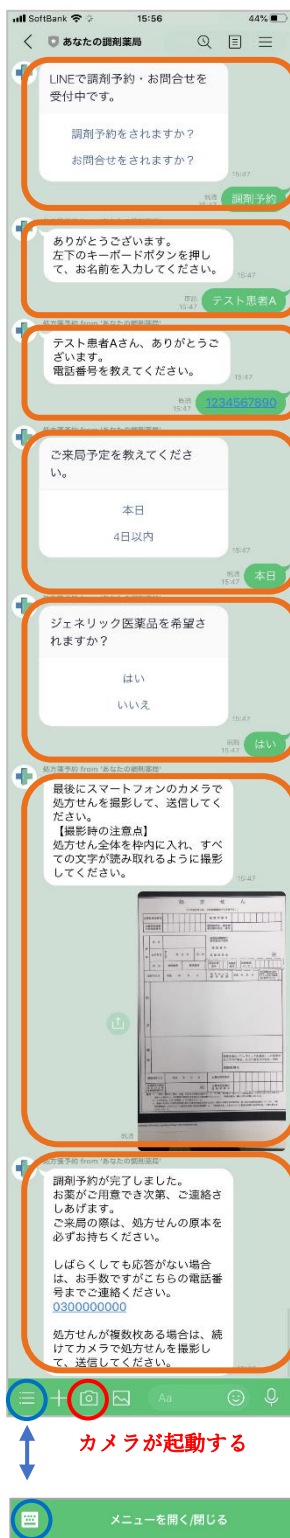 SoftBank 15:56 44%
あなたの調剤薬局
LINEで調剤予約・お問合せを
受付中です。
調剤予約をされますか？
お問合せをされますか？
15:47
既読
15:47
調剤予約
ありがとうございます。
左下のキーボードボタンを押し
て、お名前を入力してください。
15:47
既読
15:47
テスト患者A
処方箋予約 from 'あなたの調剤薬局'
テスト患者Aさん、ありがとうご
ざいます。
電話番号を教えてください。
15:47
既読
15:47
1234567890
ご来局予定を教えてくださ
い。
本日
4日以内
15:47
既読
15:47
本日
ジェネリック医薬品を希望さ
れますか？
はい
いいえ
15:47
既読
15:47
はい
処方箋予約 from 'あなたの調剤薬局'
最後にスマートフォンのカメラで
処方せんを撮影して、送信してく
ださい。
【撮影時の注意点】
処方せん全体を枠内に入れ、すべ
ての文字が読み取れるように撮影
してください。
15:47
処方せん
既読
処方箋予約 from 'あなたの調剤薬局'
調剤予約が完了しました。
お薬がご用意でき次第、ご連絡さ
しあげます。
ご来局の際は、処方せんの原本を
必ずお持ちください。
しばらくしても応答がない場合
は、お手数ですがこちらの電話番
号までご連絡ください。
0300000000
処方せんが複数枚ある場合は、続
けてカメラで処方せんを撮影し
て、送信してください。
Aa
カメラが起動する
メニューを開く/閉じる